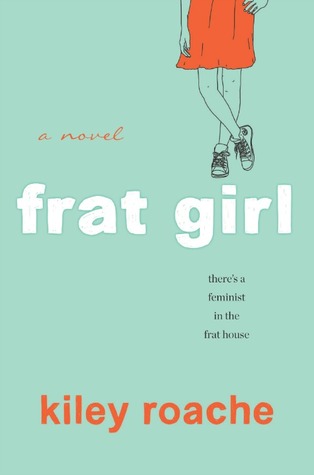 a novel
frat girl
there's a
feminist
in the
frat house
kiley roache